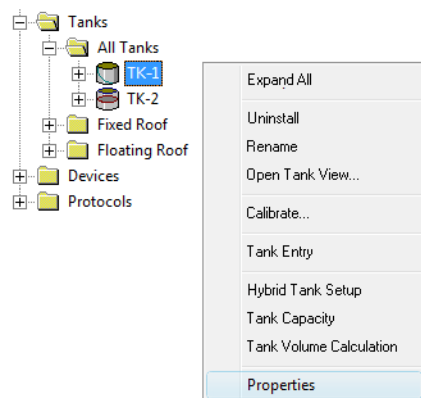 Tanks
All Tanks
TK-1
TK-2
Fixed Roof
Floating Roof
Devices
Protocols
Expand All
Uninstall
Rename
Open Tank View...
Calibrate...
Tank Entry
Hybrid Tank Setup
Tank Capacity
Tank Volume Calculation
Properties